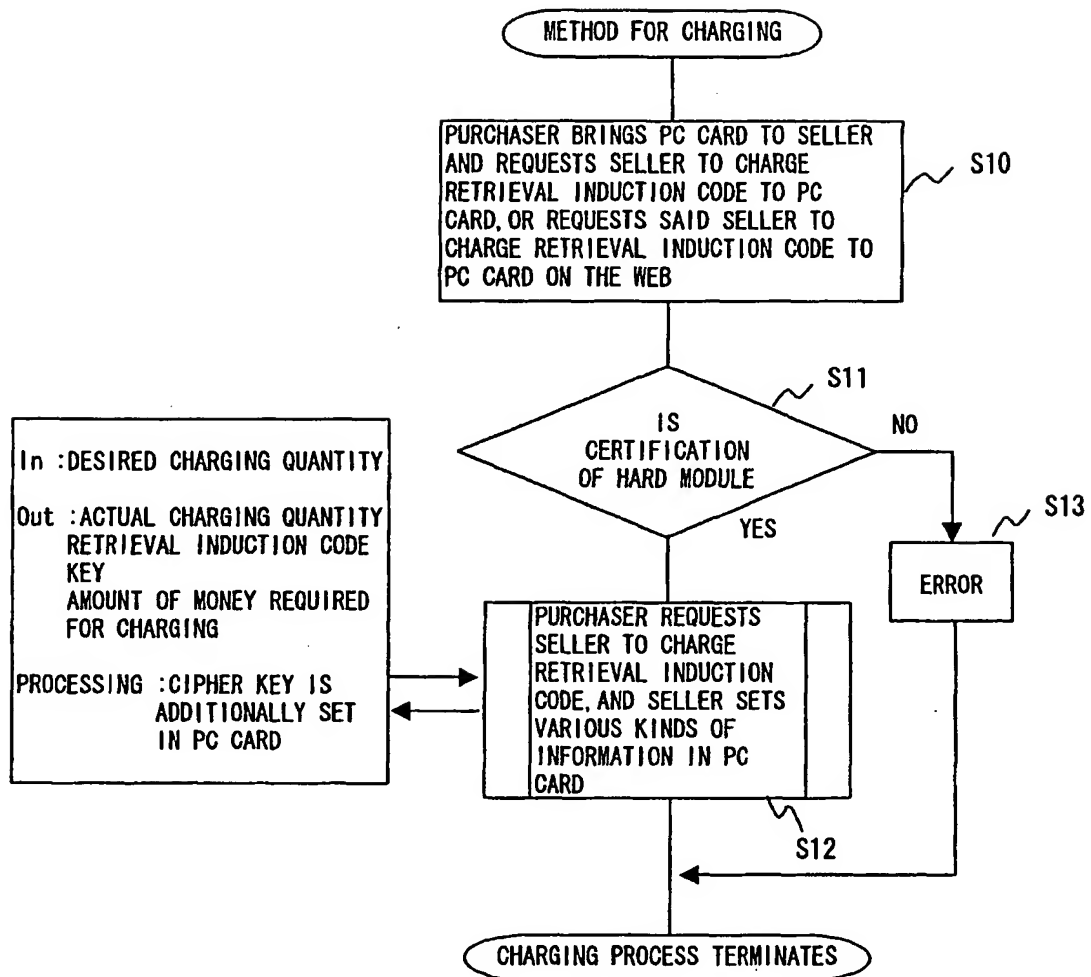 METHOD FOR CHARGING
PURCHASER BRINGS PC CARD TO SELLER
AND REQUESTS SELLER TO CHARGE
RETRIEVAL INDUCTION CODE TO PC
CARD, OR REQUESTS SAID SELLER TO
CHARGE RETRIEVAL INDUCTION CODE TO
PC CARD ON THE WEB
S10
S11
IS
CERTIFICATION
OF HARD MODULE
NO
YES
S13
ERROR
In :DESIRED CHARGING QUANTITY
Out :ACTUAL CHARGING QUANTITY
RETRIEVAL INDUCTION CODE
KEY
AMOUNT OF MONEY REQUIRED
FOR CHARGING
PROCESSING :CIPHER KEY IS
ADDITIONALLY SET
IN PC CARD
PURCHASER REQUESTS
SELLER TO CHARGE
RETRIEVAL INDUCTION
CODE, AND SELLER SETS
VARIOUS KINDS OF
INFORMATION IN PC
CARD
S12
CHARGING PROCESS TERMINATES